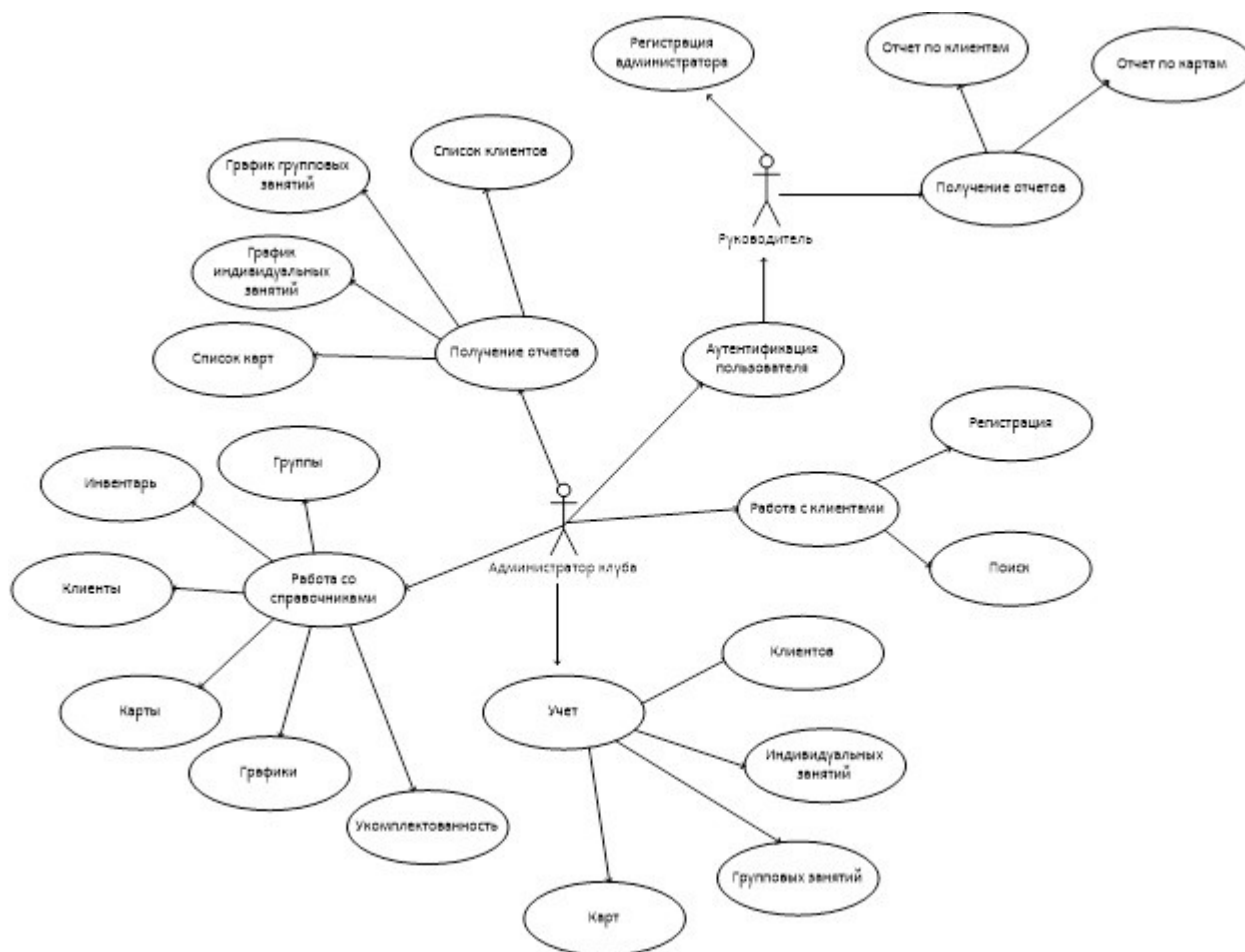 Регистрация
администратора
Отчет по клиентам
Отчет по картам
Список клиентов
График групповых
занятий
Получение отчетов
Руководитель
График
индивидуальных
занятий
Список карт
Получение отчетов
Аутентификация
пользователя
Регистрация
Группы
Инвентарь
Работа с клиентами
Администратор клуба
Поиск
Клиенты
Работа со
справочниками
Клиентов
Карты
Учет
Индивидуальных
занятий
Графики
Укомплектованность
Групповых занятий
Карт